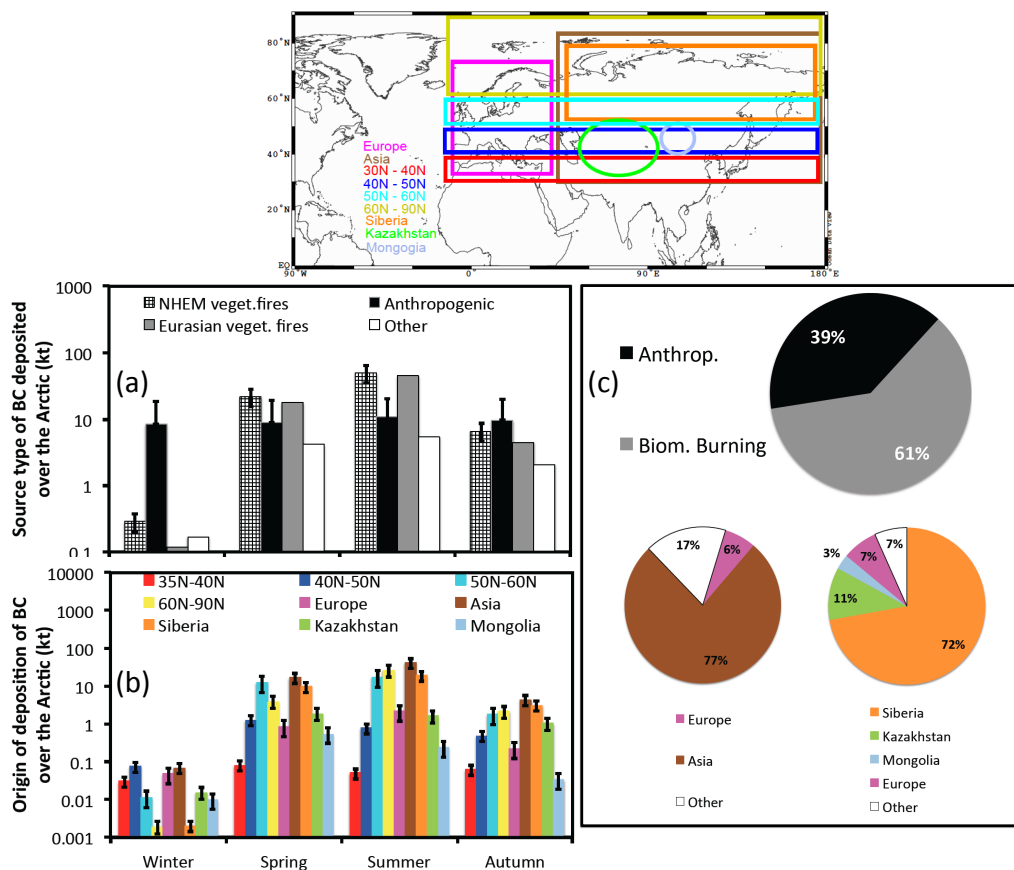 80°N
60°N
40°N
20°N
EQ
90°W
0°
90°E
180°E
Europe
Asia
30N - 40N
40N - 50N
50N - 60N
60N - 90N
Siberia
Kazakhstan
Mongogia
Ocean Data View
Source type of BC deposited
over the Arctic (kt)
1000
100
10
1
0.1
NHEM veget.fires
Anthropogenic
Eurasian veget. fires
Other
(a)
Origin of deposition of BC
over the Arctic (kt)
10000
1000
100
10
1
0.1
0.01
0.001
35N-40N
40N-50N
50N-60N
60N-90N
Europe
Asia
Siberia
Kazakhstan
Mongolia
(b)
Winter
Spring
Summer
Autumn
(c)
Anthrop.
Biom. Burning
39%
61%
17%
6%
77%
3%
7%
7%
11%
72%
Europe
Asia
Other
Siberia
Kazakhstan
Mongolia
Europe
Other